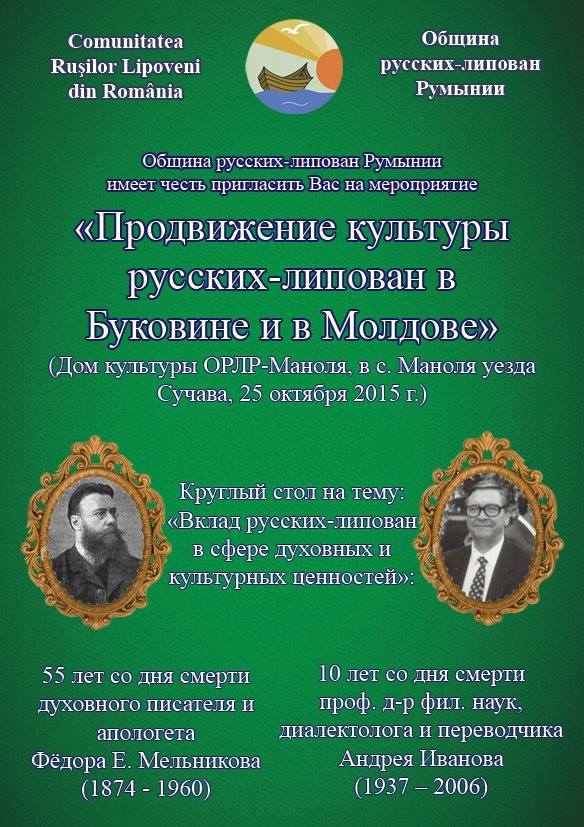 Comunitatea
Rușilor Lipoveni
din România
Община
русских-липован
Румынии
Община русских-липован Румынии
имеет честь пригласить Вас на мероприятие
«Продвижение культуры
русских-липован в
Буковине и в Молдове»
(Дом культуры ОРЛР-Маноля, в с. Маноля уезда
Сучава, 25 октября 2015 г.)
Круглый стол на тему:
«Вклад русских-липован
в сфере духовных и
культурных ценностей»:
55 лет со дня смерти
духовного писателя и
апологета
Фёдора Е. Мельникова
(1874 - 1960)
10 лет со дня смерти
проф. д-р фил. наук,
диалектолога и переводчика
Андрея Иванова
(1937 – 2006)